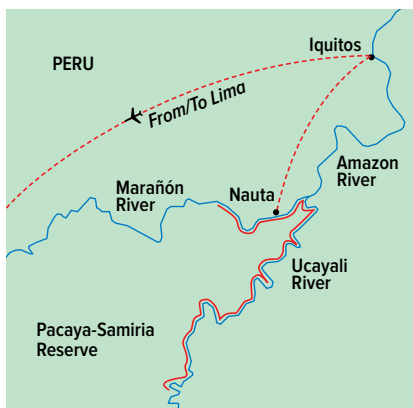 Iquitos
PERU
From/To Lima
Amazon
River
Marañón
River
Nauta
Ucayali
River
Pacaya-Samiria
Reserve